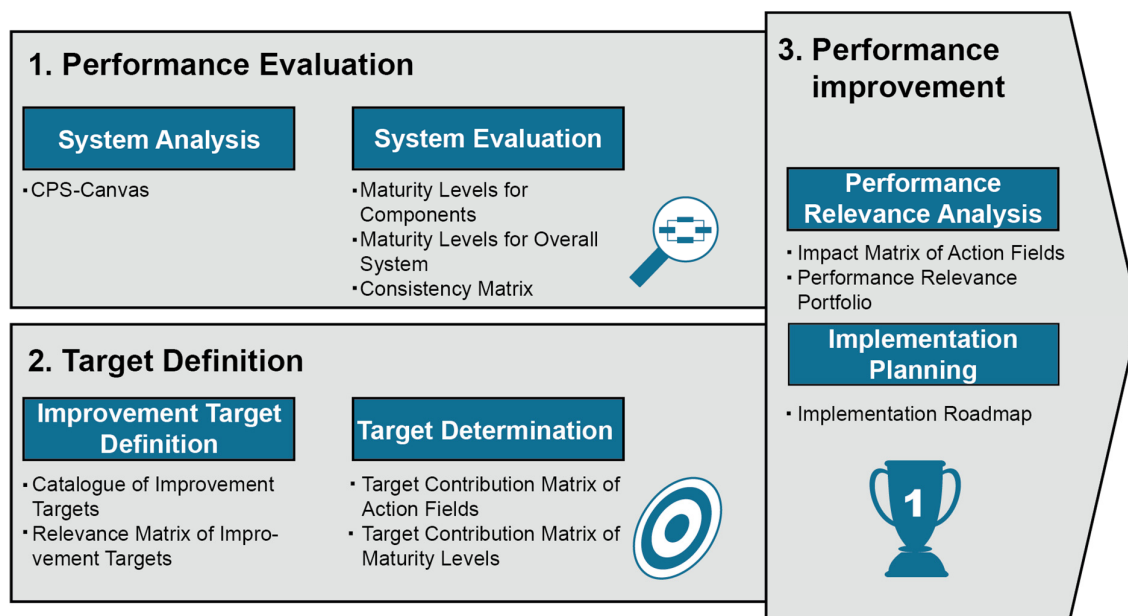 1. Performance Evaluation
System Analysis
▪ CPS-Canvas
System Evaluation
▪ Maturity Levels for
Components
▪ Maturity Levels for Overall
System
▪ Consistency Matrix
2. Target Definition
Improvement Target
Definition
▪ Catalogue of Improvement
Targets
▪ Relevance Matrix of Impro-
vement Targets
Target Determination
▪ Target Contribution Matrix of
Action Fields
▪ Target Contribution Matrix of
Maturity Levels
3. Performance
improvement
Performance
Relevance Analysis
▪ Impact Matrix of Action Fields
▪ Performance Relevance
Portfolio
Implementation
Planning
▪ Implementation Roadmap
1